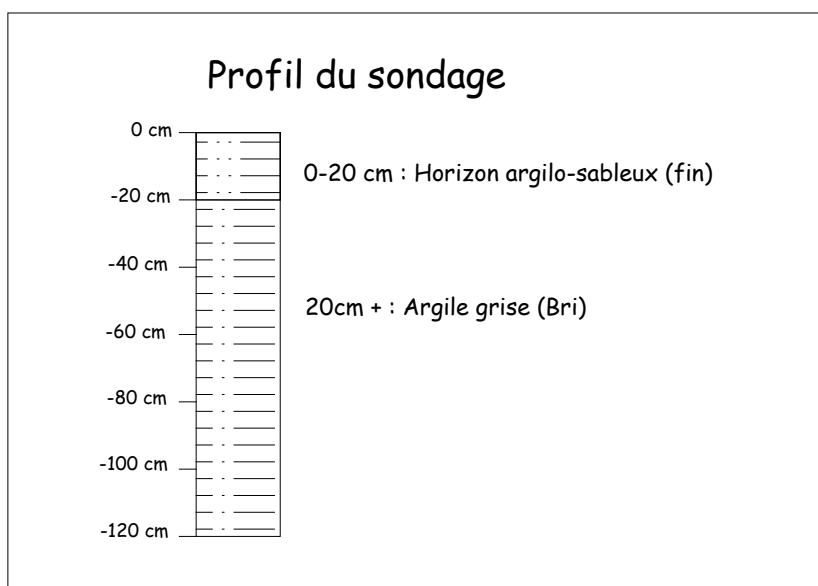 Profil du sondage
0 cm
0-20 cm : Horizon argilo-sableux (fin)
-20 cm
-40 cm
20cm + : Argile grise (Bri)
-60 cm
-80 cm
-100 cm
-120 cm